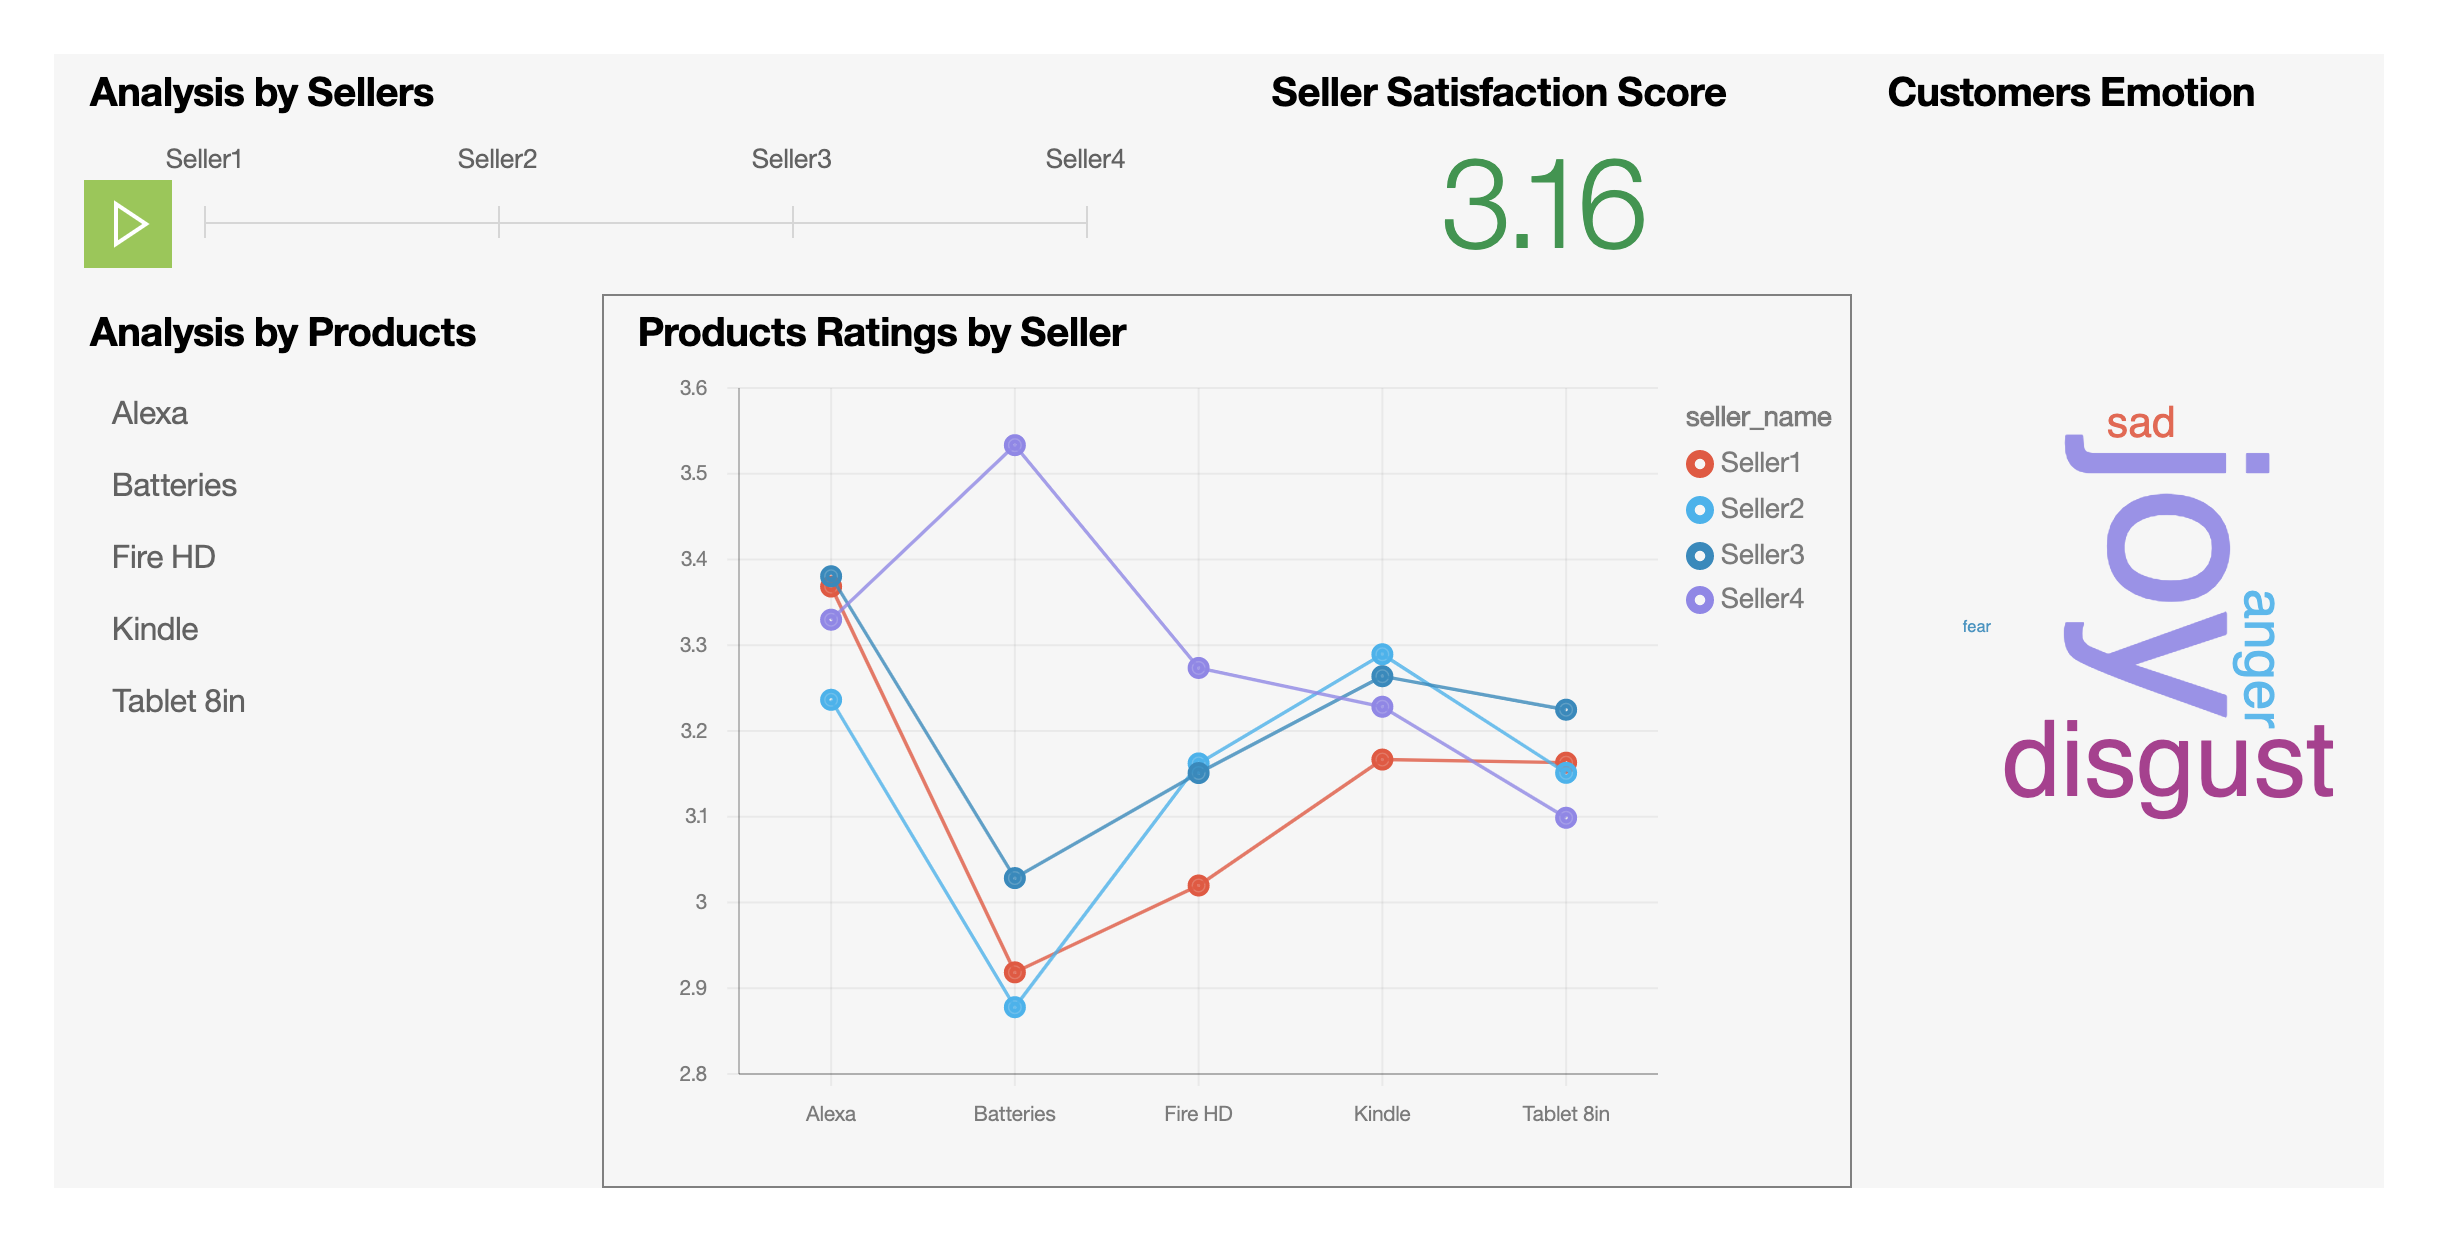 Analysis by Sellers
Seller1
Seller2
Seller3
Seller4
Seller Satisfaction Score
3.16
Customers Emotion
Analysis by Products
Alexa
Batteries
Fire HD
Kindle
Tablet 8in
Products Ratings by Seller
3.6
3.5
3.4
3.3
3.2
3.1
3
2.9
2.8
Alexa
Batteries
Fire HD
Kindle
Tablet 8in
seller_name
Seller1
Seller2
Seller3
Seller4
sad
joy
anger
fear
disgust